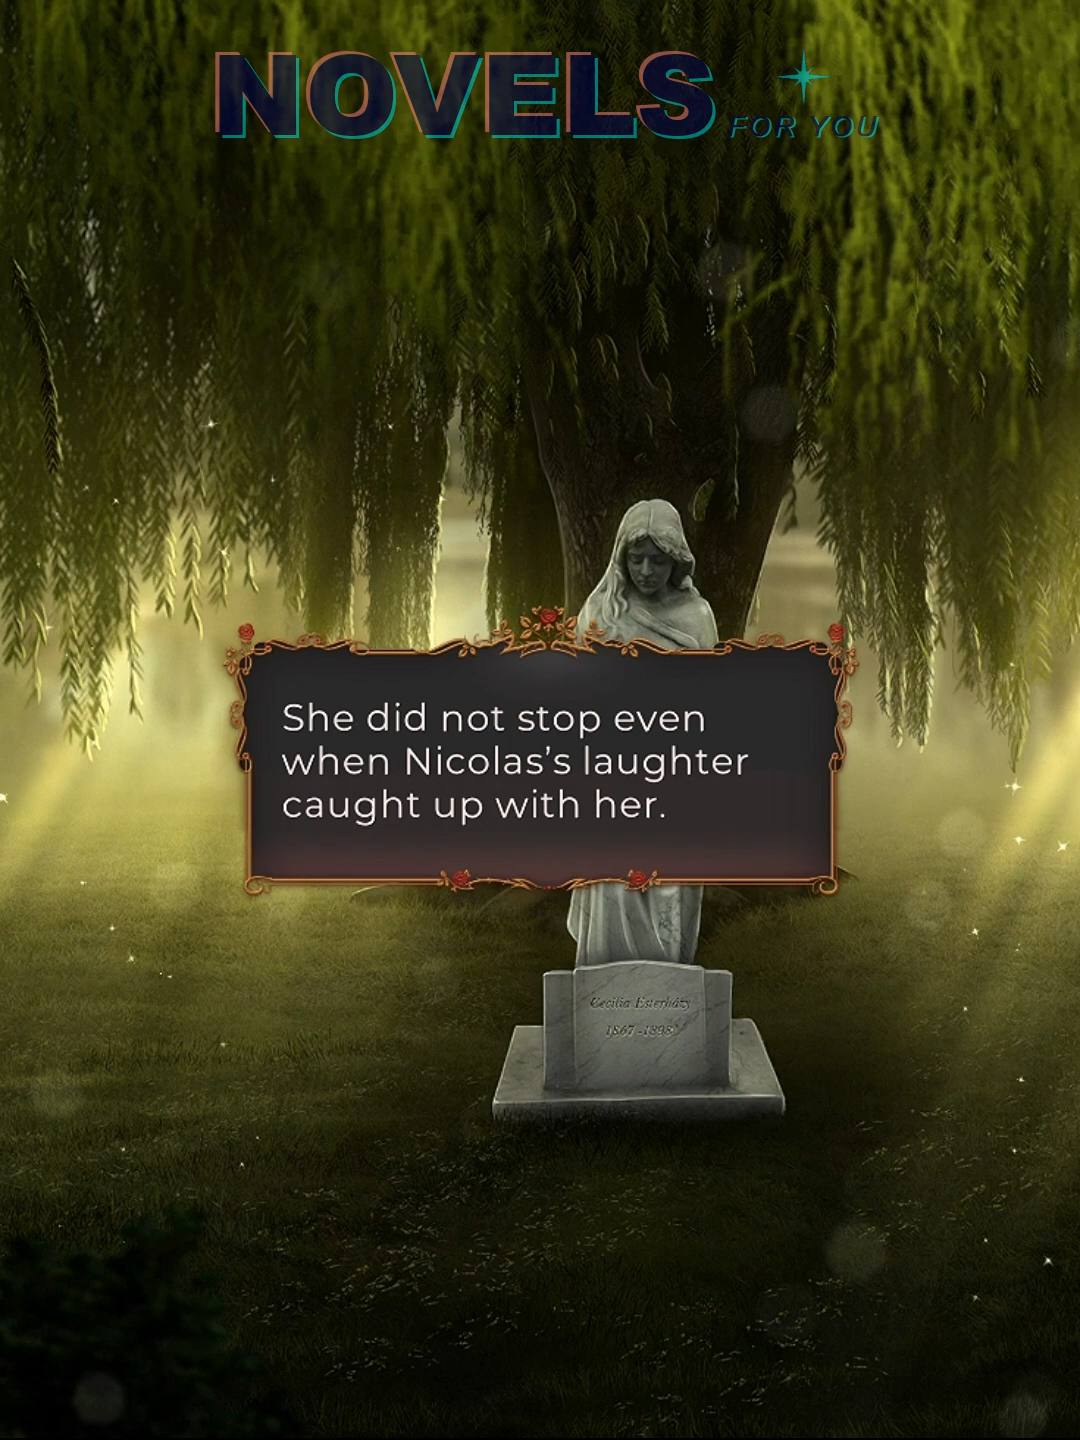 NOVELS
FOR YOU
She did not stop even
when Nicolas’s laughter
caught up with her.
Cecilia Esterházy
1867-1898